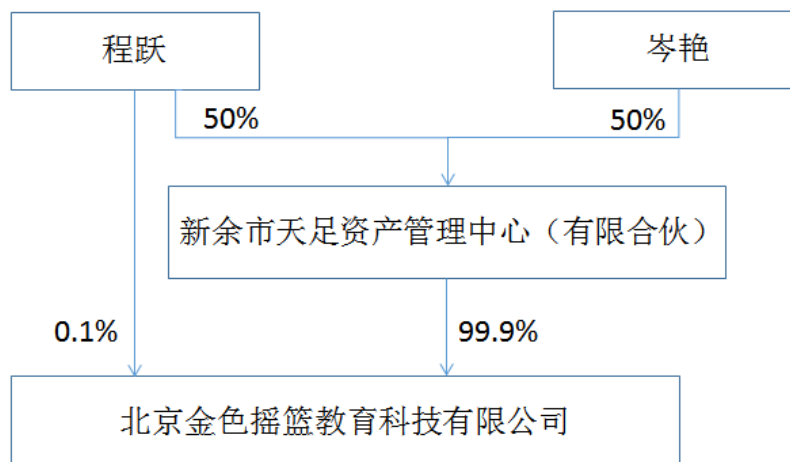 程跃
岑艳
50%
50%
新余市天足资产管理中心（有限合伙）
0.1%
99.9%
北京金色摇篮教育科技有限公司